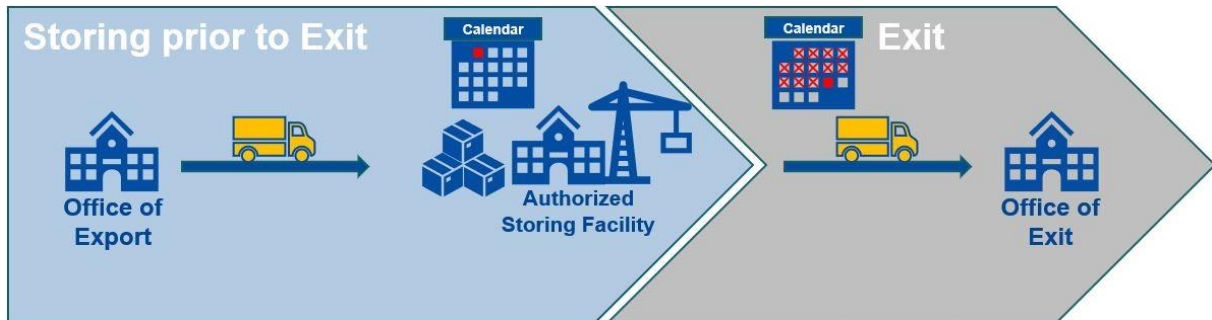 Storing prior to Exit
Calendar
Office of
Export
Authorized
Storing Facility
Calendar
Exit
Office of
Exit